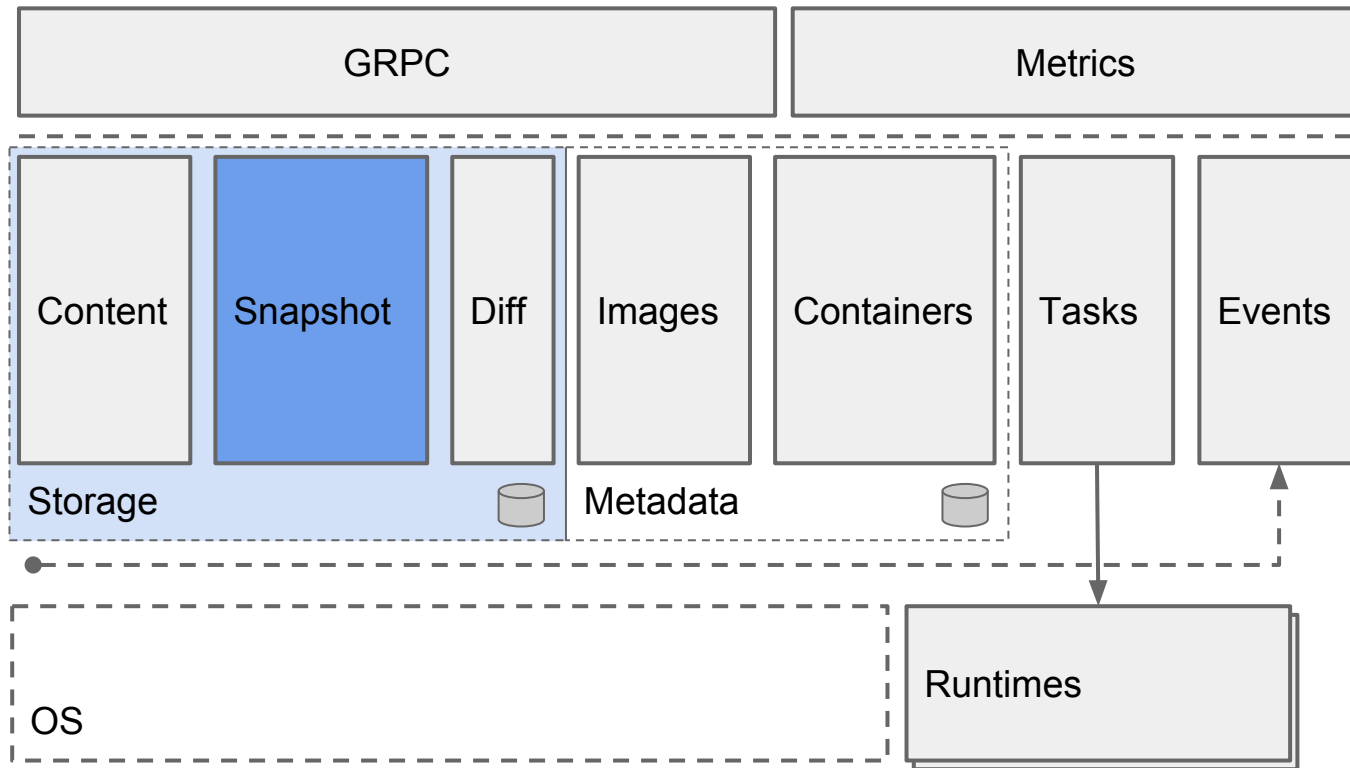 GRPC
Metrics
Content
Snapshot
Diff
Images
Containers
Tasks
Events
Storage
Metadata
OS
Runtimes